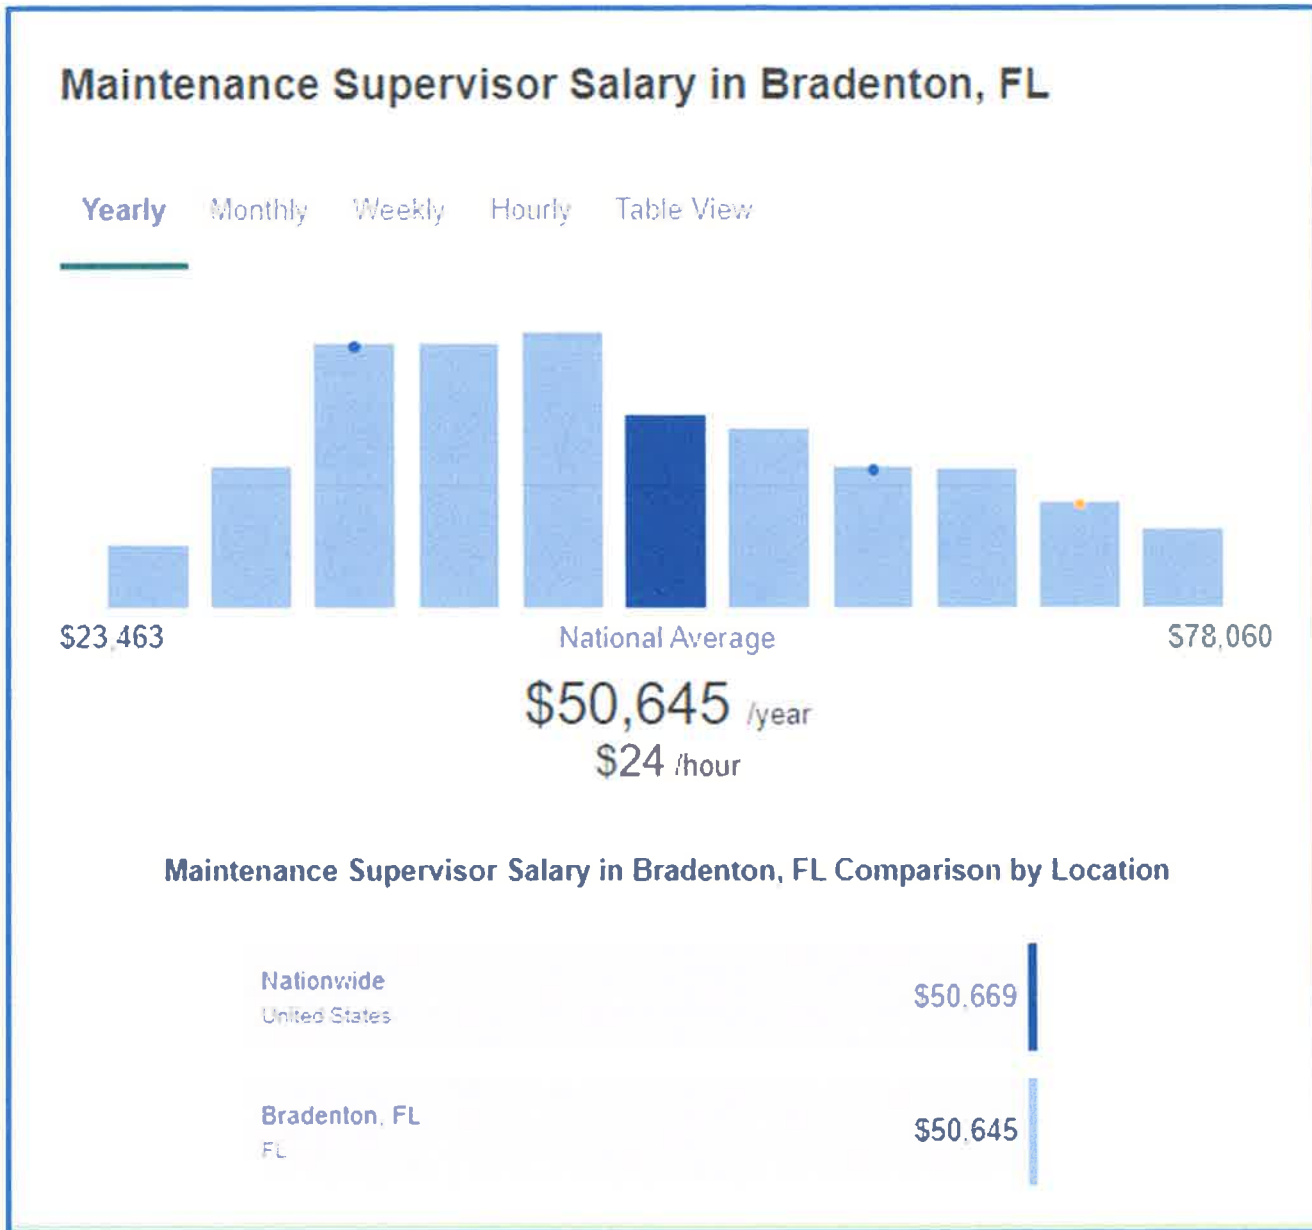 Maintenance Supervisor Salary in Bradenton, FL
Yearly Monthly Weekly Hourly Table View
$23,463 National Average $78,060
$50,645 /year
$24 /hour
Maintenance Supervisor Salary in Bradenton, FL Comparison by Location
Nationwide
United States
$50,669
Bradenton, FL
FL
$50,645